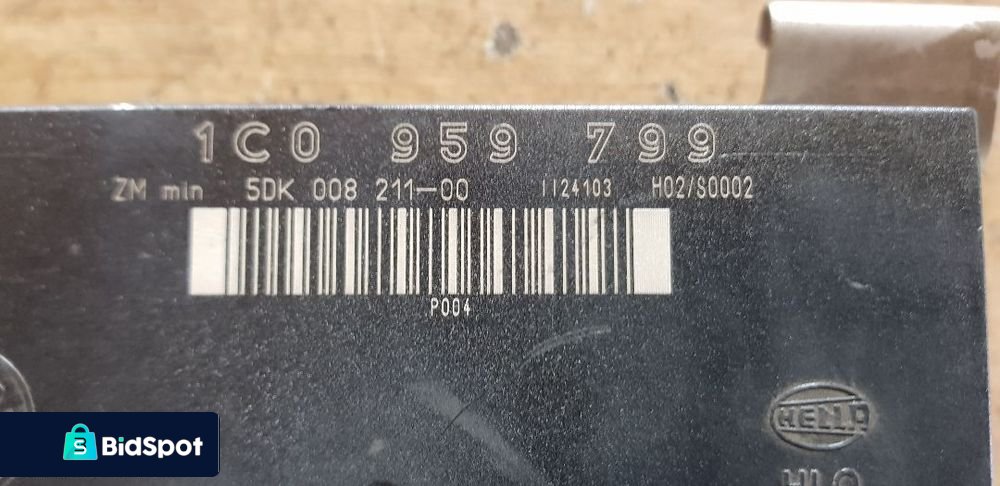 1C0 959 799
ZM min 5DK 008 211-00 1124103 H02/S0002
P004
HELLA
BidSpot